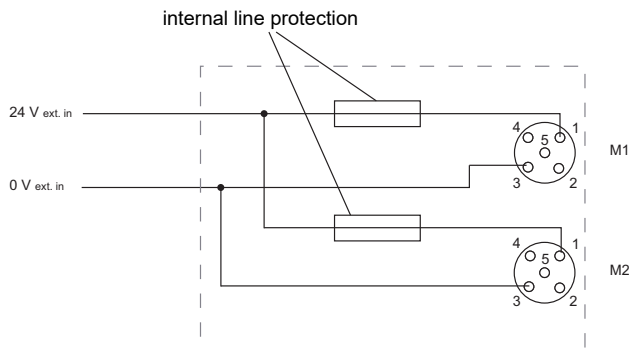 internal line protection
24 V ext. in
4
5
1
3
2
M1
0 V ext. in
4
5
1
3
2
M2